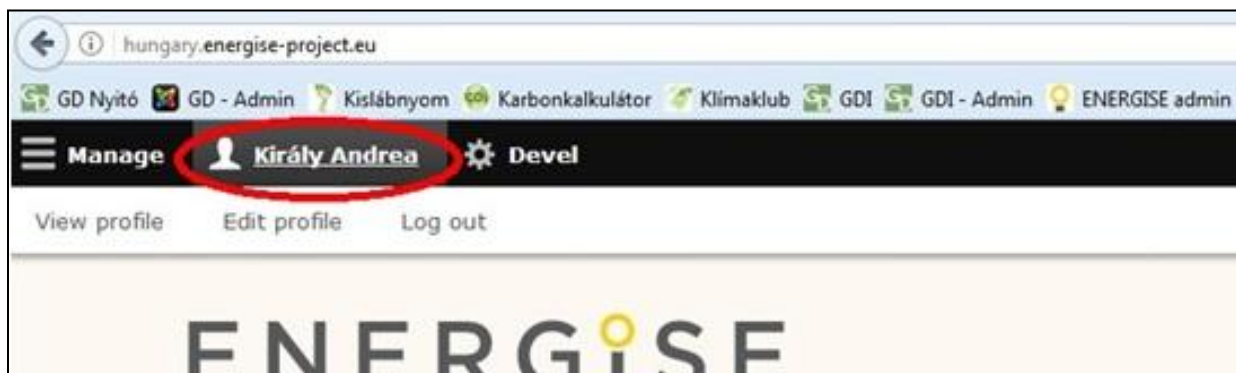 hungary.energise-project.eu
GD Nyitó GD - Admin Kislábnyom Karbonkalkulátor Klímaklub GDI GDI - Admin ENERGISE admin
Manage Király Andrea Devel
View profile Edit profile Log out
ENERGISE